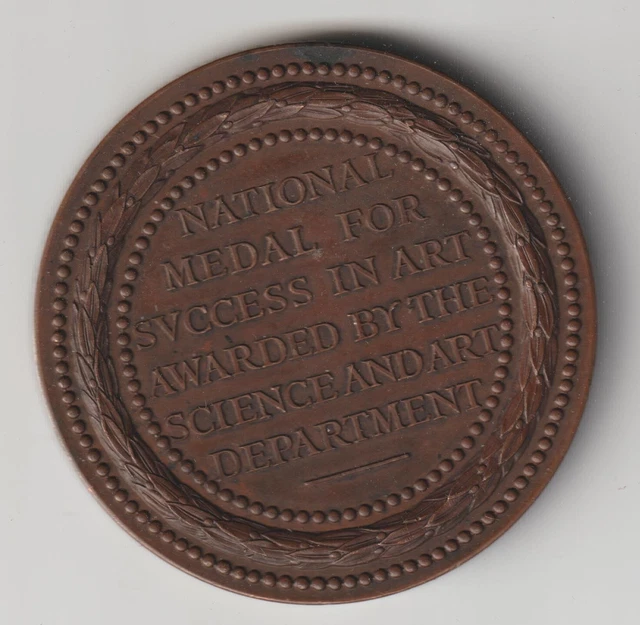 NATIONAL
MEDAL FOR
SVCCESS IN ART
AWARDED BY THE
SCIENCE AND ART
DEPARTMENT